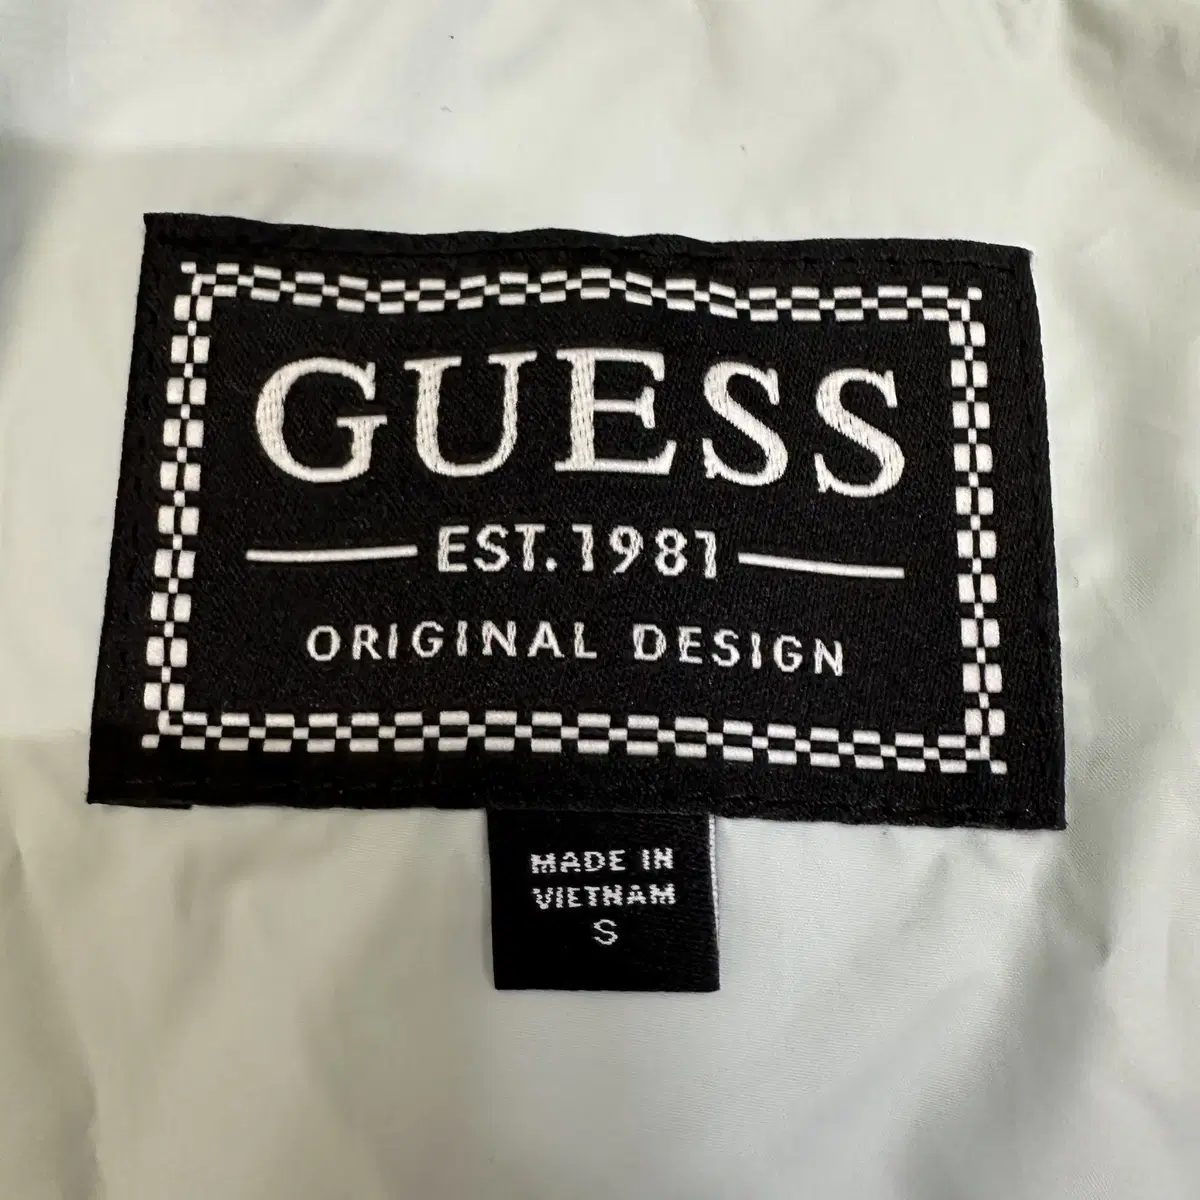 GUESS
EST.1981
ORIGINAL DESIGN
MADE IN
VIETNAM
S